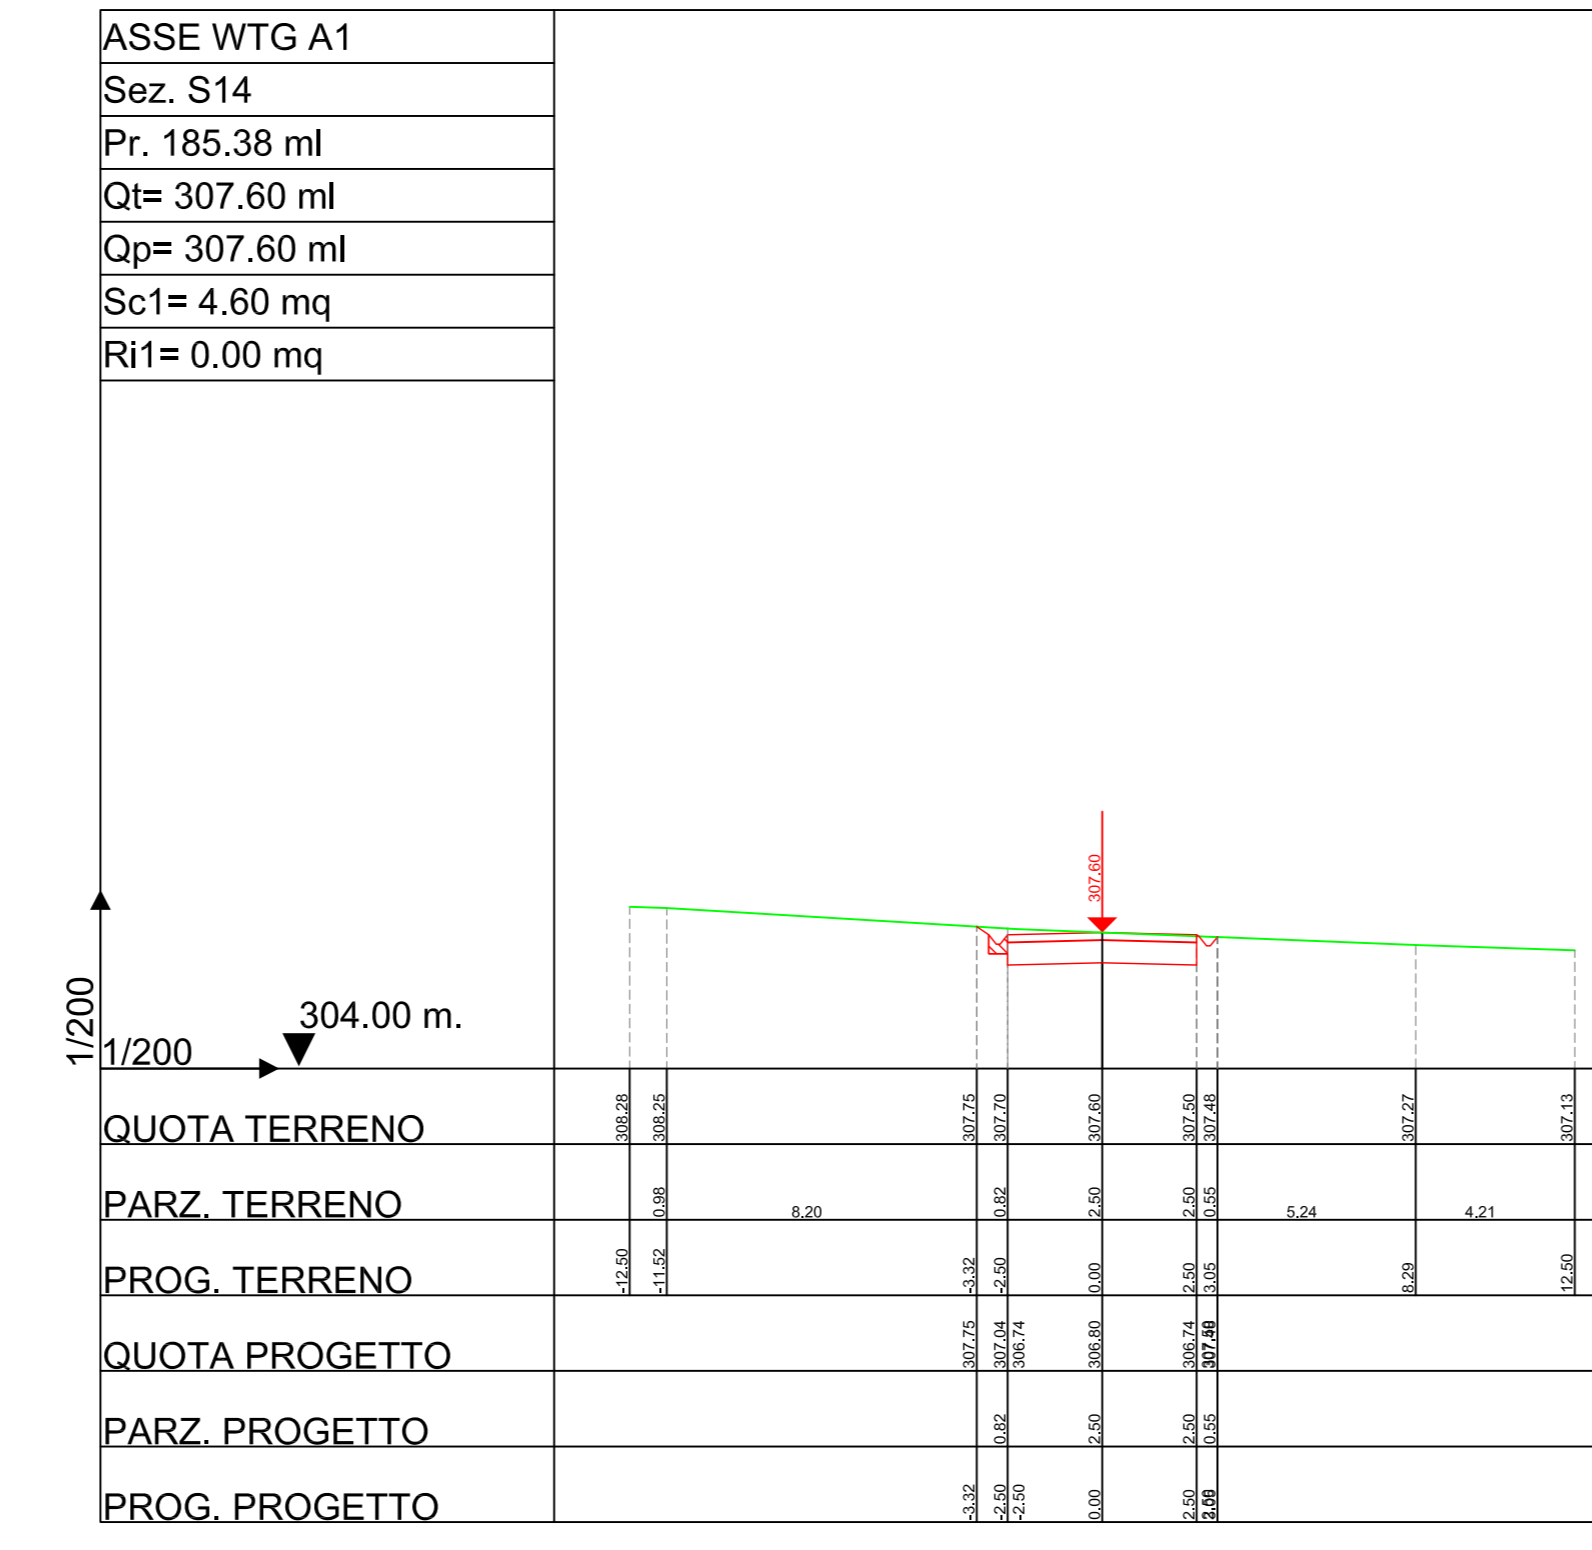 ASSE WTG A1
Sez. S14
Pr. 185.38 ml
Qt= 307.60 ml
Qp= 307.60 ml
Sc1= 4.60 mq
Ri1= 0.00 mq
307.60
1/200
304.00 m.
1/200
QUOTA TERRENO 308.28 308.25 307.75 307.70 307.60 307.50 307.48 307.27 307.13
PARZ. TERRENO 0.98 8.20 0.82 2.50 2.50 0.55 5.24 4.21
PROG. TERRENO -12.50 -11.52 -3.32 -2.50 0.00 2.50 3.05 8.29 12.50
QUOTA PROGETTO 307.75 307.04 306.74 306.80 306.74
PARZ. PROGETTO 0.82 2.50 2.50 0.55
PROG. PROGETTO -3.32 -2.50 -2.50 0.00 2.50